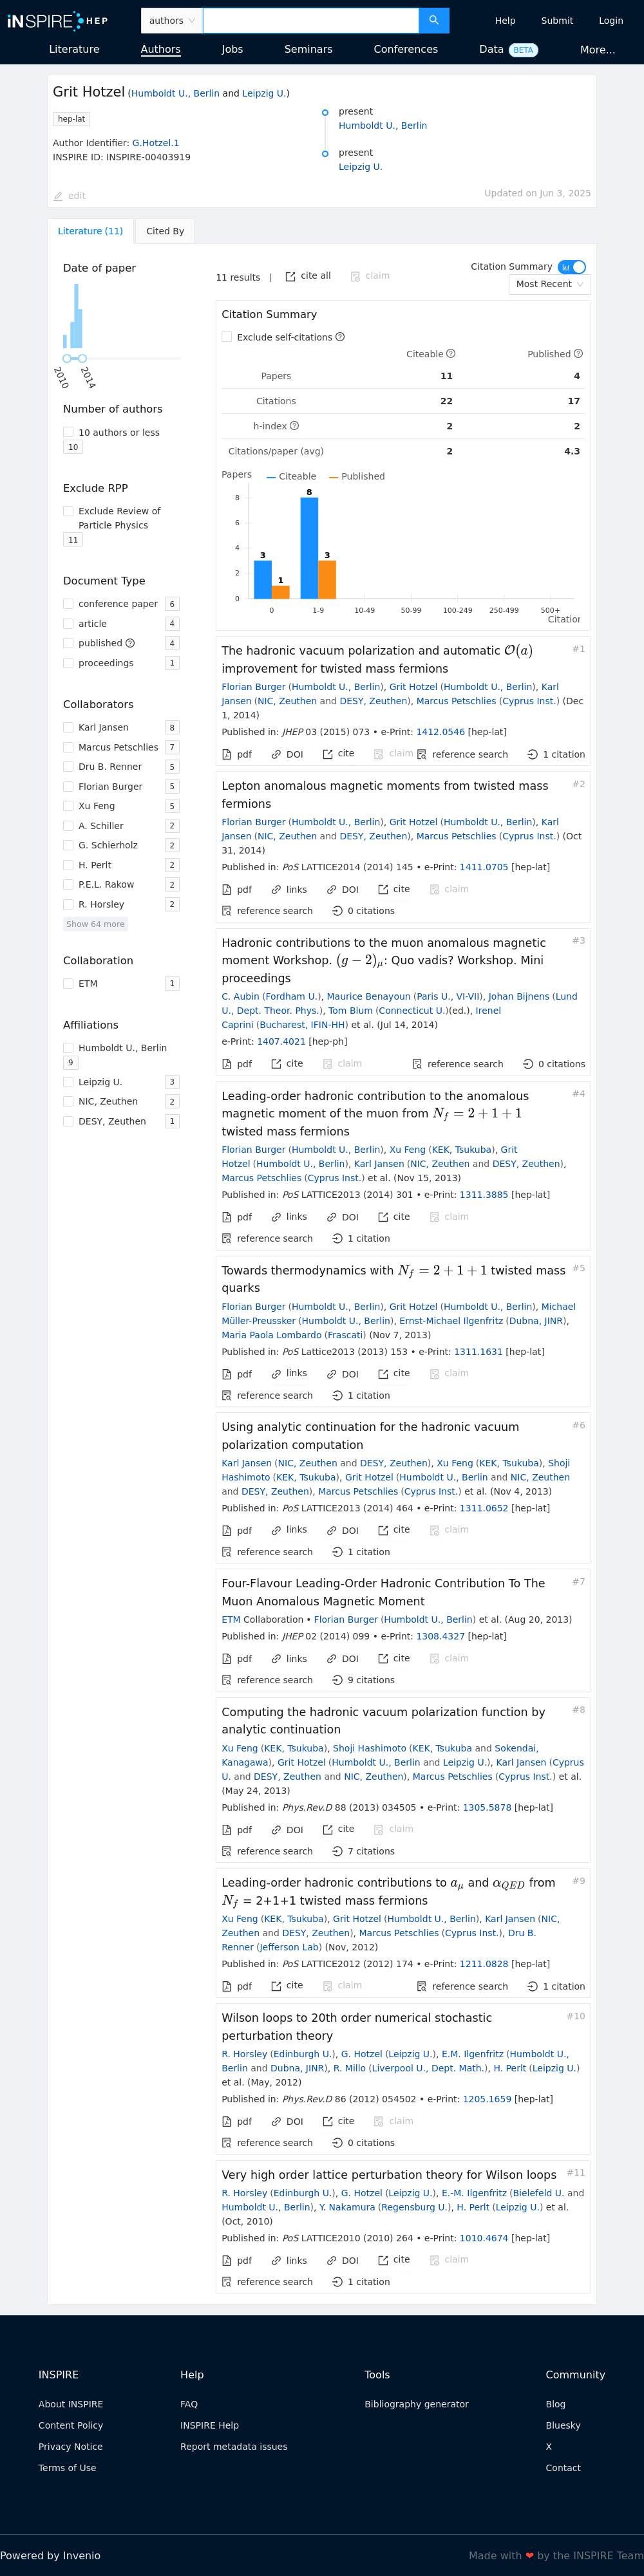 iNSPIRE HEP
authors
Help Submit Login
Literature Authors Jobs Seminars Conferences Data BETA More...
Grit Hotzel (Humboldt U., Berlin and Leipzig U.)
hep-lat
Author Identifier: G.Hotzel.1
INSPIRE ID: INSPIRE-00403919
present
Humboldt U., Berlin
present
Leipzig U.
edit
Updated on Jun 3, 2025
Literature (11) Cited By
Date of paper
2010 2014
Number of authors
10 authors or less
10
Exclude RPP
Exclude Review of
Particle Physics
11
Document Type
conference paper 6
article 4
published 4
proceedings 1
Collaborators
Karl Jansen 8
Marcus Petschlies 7
Dru B. Renner 5
Florian Burger 5
Xu Feng 5
A. Schiller 2
G. Schierholz 2
H. Perlt 2
P.E.L. Rakow 2
R. Horsley 2
Show 64 more
Collaboration
ETM 1
Affiliations
Humboldt U., Berlin
9
Leipzig U. 3
NIC, Zeuthen 2
DESY, Zeuthen 1
11 results | cite all claim
Citation Summary
Most Recent
Citation Summary
Exclude self-citations
Citeable Published
Papers 11 4
Citations 22 17
h-index 2 2
Citations/paper (avg) 2 4.3
Papers
Citeable Published
8
6
4
2
0
3 1 8 3
0 1-9 10-49 50-99 100-249 250-499 500+
Citation
The hadronic vacuum polarization and automatic 𝒪(a) #1
improvement for twisted mass fermions
Florian Burger (Humboldt U., Berlin), Grit Hotzel (Humboldt U., Berlin), Karl
Jansen (NIC, Zeuthen and DESY, Zeuthen), Marcus Petschlies (Cyprus Inst.) (Dec
1, 2014)
Published in: JHEP 03 (2015) 073 • e-Print: 1412.0546 [hep-lat]
pdf DOI cite claim reference search 1 citation
Lepton anomalous magnetic moments from twisted mass #2
fermions
Florian Burger (Humboldt U., Berlin), Grit Hotzel (Humboldt U., Berlin), Karl
Jansen (NIC, Zeuthen and DESY, Zeuthen), Marcus Petschlies (Cyprus Inst.) (Oct
31, 2014)
Published in: PoS LATTICE2014 (2014) 145 • e-Print: 1411.0705 [hep-lat]
pdf links DOI cite claim
reference search 0 citations
Hadronic contributions to the muon anomalous magnetic #3
moment Workshop. (g − 2)μ: Quo vadis? Workshop. Mini
proceedings
C. Aubin (Fordham U.), Maurice Benayoun (Paris U., VI-VII), Johan Bijnens (Lund
U., Dept. Theor. Phys.), Tom Blum (Connecticut U.)(ed.), Irenel
Caprini (Bucharest, IFIN-HH) et al. (Jul 14, 2014)
e-Print: 1407.4021 [hep-ph]
pdf cite claim reference search 0 citations
Leading-order hadronic contribution to the anomalous #4
magnetic moment of the muon from Nf = 2 + 1 + 1
twisted mass fermions
Florian Burger (Humboldt U., Berlin), Xu Feng (KEK, Tsukuba), Grit
Hotzel (Humboldt U., Berlin), Karl Jansen (NIC, Zeuthen and DESY, Zeuthen),
Marcus Petschlies (Cyprus Inst.) et al. (Nov 15, 2013)
Published in: PoS LATTICE2013 (2014) 301 • e-Print: 1311.3885 [hep-lat]
pdf links DOI cite claim
reference search 1 citation
Towards thermodynamics with Nf = 2 + 1 + 1 twisted mass #5
quarks
Florian Burger (Humboldt U., Berlin), Grit Hotzel (Humboldt U., Berlin), Michael
Müller-Preussker (Humboldt U., Berlin), Ernst-Michael Ilgenfritz (Dubna, JINR),
Maria Paola Lombardo (Frascati) (Nov 7, 2013)
Published in: PoS Lattice2013 (2013) 153 • e-Print: 1311.1631 [hep-lat]
pdf links DOI cite claim
reference search 1 citation
Using analytic continuation for the hadronic vacuum #6
polarization computation
Karl Jansen (NIC, Zeuthen and DESY, Zeuthen), Xu Feng (KEK, Tsukuba), Shoji
Hashimoto (KEK, Tsukuba), Grit Hotzel (Humboldt U., Berlin and NIC, Zeuthen
and DESY, Zeuthen), Marcus Petschlies (Cyprus Inst.) et al. (Nov 4, 2013)
Published in: PoS LATTICE2013 (2014) 464 • e-Print: 1311.0652 [hep-lat]
pdf links DOI cite claim
reference search 1 citation
Four-Flavour Leading-Order Hadronic Contribution To The #7
Muon Anomalous Magnetic Moment
ETM Collaboration • Florian Burger (Humboldt U., Berlin) et al. (Aug 20, 2013)
Published in: JHEP 02 (2014) 099 • e-Print: 1308.4327 [hep-lat]
pdf links DOI cite claim
reference search 9 citations
Computing the hadronic vacuum polarization function by #8
analytic continuation
Xu Feng (KEK, Tsukuba), Shoji Hashimoto (KEK, Tsukuba and Sokendai,
Kanagawa), Grit Hotzel (Humboldt U., Berlin and Leipzig U.), Karl Jansen (Cyprus
U. and DESY, Zeuthen and NIC, Zeuthen), Marcus Petschlies (Cyprus Inst.) et al.
(May 24, 2013)
Published in: Phys.Rev.D 88 (2013) 034505 • e-Print: 1305.5878 [hep-lat]
pdf DOI cite claim
reference search 7 citations
Leading-order hadronic contributions to aμ and αQED from #9
Nf = 2+1+1 twisted mass fermions
Xu Feng (KEK, Tsukuba), Grit Hotzel (Humboldt U., Berlin), Karl Jansen (NIC,
Zeuthen and DESY, Zeuthen), Marcus Petschlies (Cyprus Inst.), Dru B.
Renner (Jefferson Lab) (Nov, 2012)
Published in: PoS LATTICE2012 (2012) 174 • e-Print: 1211.0828 [hep-lat]
pdf cite claim reference search 1 citation
Wilson loops to 20th order numerical stochastic #10
perturbation theory
R. Horsley (Edinburgh U.), G. Hotzel (Leipzig U.), E.M. Ilgenfritz (Humboldt U.,
Berlin and Dubna, JINR), R. Millo (Liverpool U., Dept. Math.), H. Perlt (Leipzig U.)
et al. (May, 2012)
Published in: Phys.Rev.D 86 (2012) 054502 • e-Print: 1205.1659 [hep-lat]
pdf DOI cite claim
reference search 0 citations
Very high order lattice perturbation theory for Wilson loops #11
R. Horsley (Edinburgh U.), G. Hotzel (Leipzig U.), E.-M. Ilgenfritz (Bielefeld U. and
Humboldt U., Berlin), Y. Nakamura (Regensburg U.), H. Perlt (Leipzig U.) et al.
(Oct, 2010)
Published in: PoS LATTICE2010 (2010) 264 • e-Print: 1010.4674 [hep-lat]
pdf links DOI cite claim
reference search 1 citation
INSPIRE Help Tools Community
About INSPIRE FAQ Bibliography generator Blog
Content Policy INSPIRE Help Bluesky
Privacy Notice Report metadata issues X
Terms of Use Contact
Powered by Invenio
Made with ❤ by the INSPIRE Team